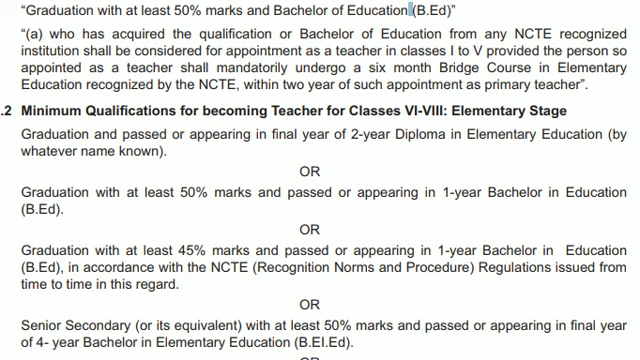 “Graduation with at least 50% marks and Bachelor of Education (B.Ed)”
“(a) who has acquired the qualification or Bachelor of Education from any NCTE recognized
institution shall be considered for appointment as a teacher in classes I to V provided the person so
appointed as a teacher shall mandatorily undergo a six month Bridge Course in Elementary
Education recognized by the NCTE, within two year of such appointment as primary teacher”.
.2 Minimum Qualifications for becoming Teacher for Classes VI-VIII: Elementary Stage
Graduation and passed or appearing in final year of 2-year Diploma in Elementary Education (by
whatever name known).
OR
Graduation with at least 50% marks and passed or appearing in 1-year Bachelor in Education
(B.Ed).
OR
Graduation with at least 45% marks and passed or appearing in 1-year Bachelor in Education
(B.Ed), in accordance with the NCTE (Recognition Norms and Procedure) Regulations issued from
time to time in this regard.
OR
Senior Secondary (or its equivalent) with at least 50% marks and passed or appearing in final year
of 4- year Bachelor in Elementary Education (B.El.Ed).
OR